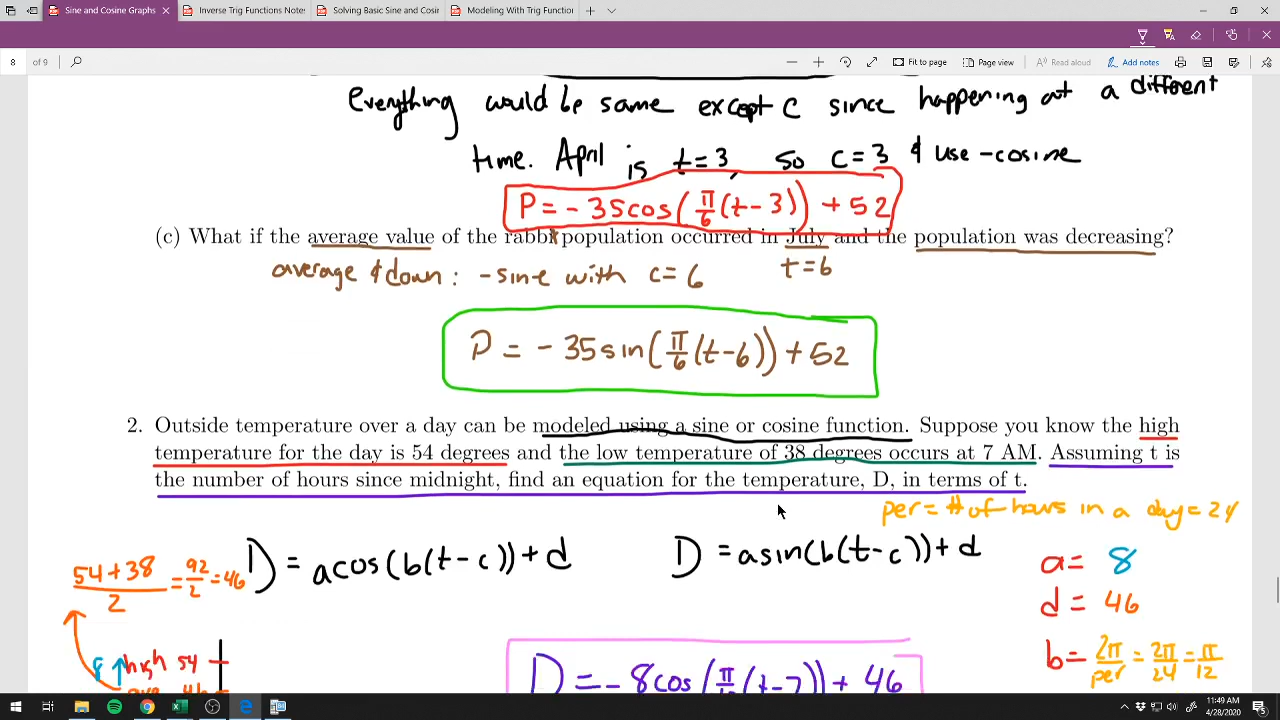 Sine and Cosine Graphs
Inverse Trig Functions Notes
Solving Basic Sine and Cosin
Modeling With Trig Function
8 of 9
Fit to page
Page view
Read aloud
Add notes
Everything would be same except c since happening at a different
time. April is t=3, so c=3 & use -cosine
P = -35cos(π/6(t-3)) + 52
(c) What if the average value of the rabbit population occurred in July and the population was decreasing?
average & down: -sine with c=6
t=6
P = -35sin(π/6(t-6)) + 52
2. Outside temperature over a day can be modeled using a sine or cosine function. Suppose you know the high
temperature for the day is 54 degrees and the low temperature of 38 degrees occurs at 7 AM. Assuming t is
the number of hours since midnight, find an equation for the temperature, D, in terms of t.
per = # of hours in a day = 24
54+38/2 = 92/2 = 46
D = acos(b(t-c)) + d
D = asin(b(t-c)) + d
a = 8
d = 46
b = 2π/per = 2π/24 = π/12
8 high 54
D = -8cos(π/12(t-7)) + 46
11:49 AM
4/28/2020